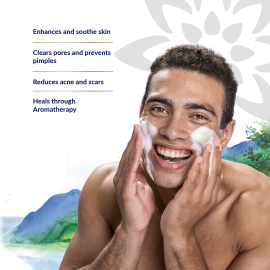 Enhances and soothe skin
Clears pores and prevents
pimples
Reduces acne and scars
Heals through
Aromatherapy